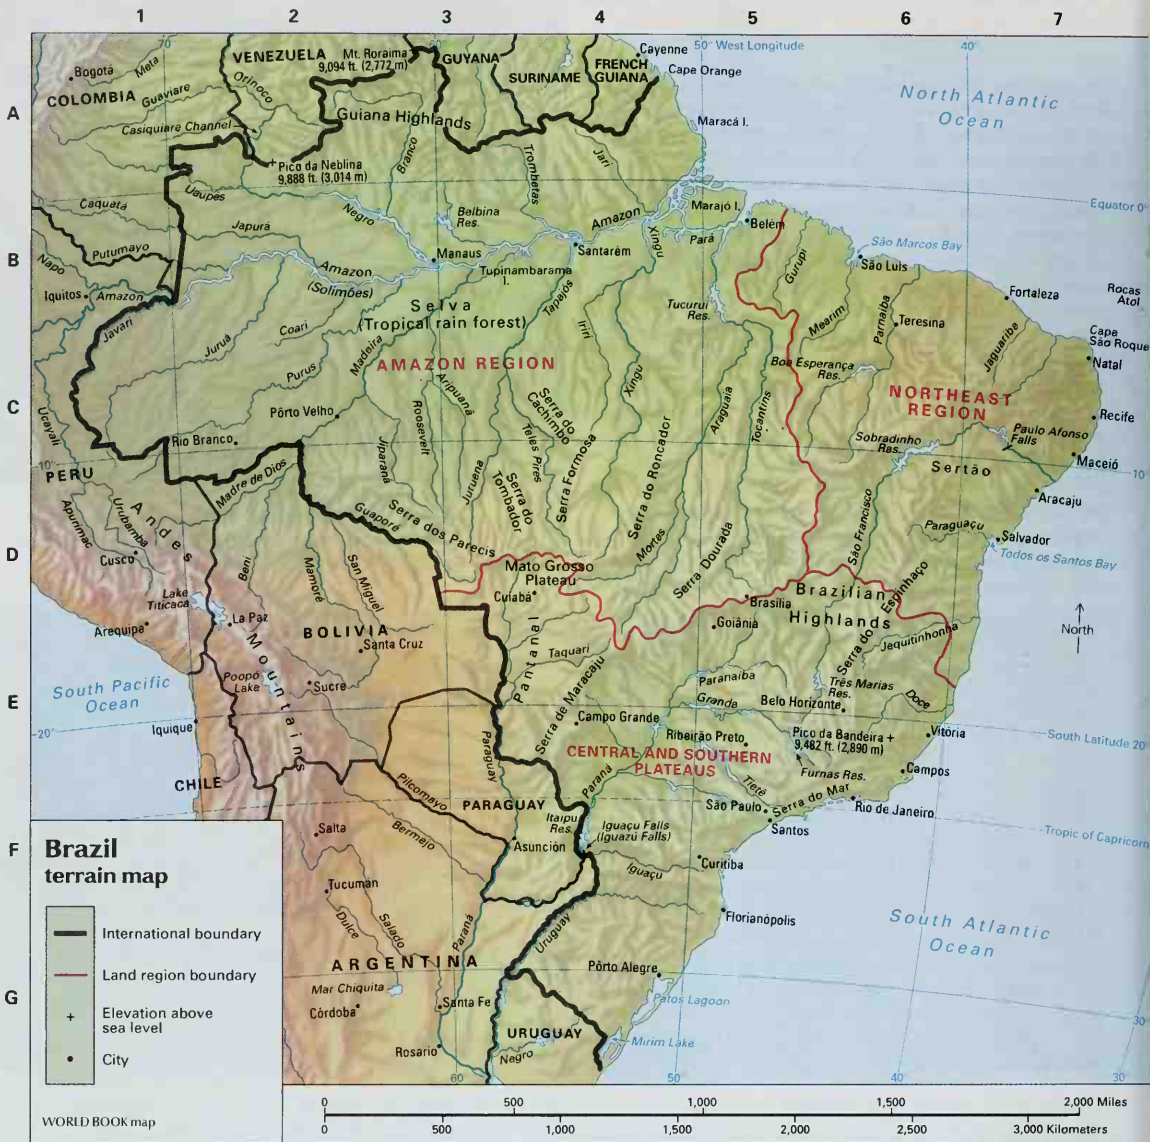 1 2 3 4 5 6 7
A
B
C
D
E
F
G
70
60
50° West Longitude
40°
VENEZUELA
Mt. Roraima
9,094 ft. (2,772 m)
GUYANA
SURINAME
FRENCH
GUIANA
Cayenne
Cape Orange
Bogotá
Meta
COLOMBIA
Guaviare
Orinoco
Casiquiare Channel
Guiana Highlands
Maracá I.
North Atlantic
Ocean
Pico da Neblina
9,888 ft. (3,014 m)
Branco
Trombetas
Jari
Uaupés
Negro
Balbina
Res.
Amazon
Marajó I.
Belém
Pará
Equator 0°
Caquatá
Japurá
Putumayo
Napo
Iquitos
Amazon
Amazon
(Solimões)
Manaus
Tupinambarama
I.
Santarém
Xingu
São Marcos Bay
São Luis
Gurupi
Fortaleza
Rocas
Atol
Javari
Selva
(Tropical rain forest)
Tapajós
Tucuruí
Res.
Mearim
Parnaíba
Teresina
Jaguaribe
Cape
São Roque
Natal
Juruá
Coari
Madeira
Iriri
Xingu
AMAZON REGION
Boa Esperança
Res.
NORTHEAST
REGION
Purus
Aripuanã
Serra do
Cachimbo
Araguaia
Tocantins
Recife
Ucayali
Pôrto Velho
Roosevelt
Teles Pires
Serra Formosa
Serra do Roncador
Paulo Afonso
Falls
Sobradinho
Res.
Rio Branco
Jiparaná
Maceió
Sertão
10°
10°
PERU
Madre de Dios
Juruena
Serra do
Tombador
Aracaju
Andes
Mountains
Apurímac
Urubamba
Guaporé
Serra dos Parecis
São Francisco
Paraguaçu
Salvador
Todos os Santos Bay
Cusco
Beni
Mamoré
San Miguel
Mato Grosso
Plateau
Mortes
Serra Dourada
Cuiabá
Brasília
Brazilian
Highlands
Serra do Espinhaço
Lake
Titicaca
La Paz
Arequipa
BOLIVIA
Santa Cruz
Goiânia
Jequitinhonha
North
Pantanal
Taquari
Poopó
Lake
Sucre
Serra de Maracaju
Paranaíba
Três Marias
Res.
South Pacific
Ocean
Iquique
Grande
Belo Horizonte
Doce
Campo Grande
Ribeirão Preto
Pico da Bandeira
9,482 ft. (2,890 m)
Vitória
20°
South Latitude 20
Paraguay
CENTRAL AND SOUTHERN
PLATEAUS
Furnas Res.
Campos
CHILE
Pilcomayo
PARAGUAY
Paraná
Tietê
São Paulo
Serra do Mar
Rio de Janeiro
Santos
Itaipu
Res.
Iguaçu Falls
(Iguazú Falls)
Tropic of Capricorn
Salta
Bermejo
Asunción
Curitiba
Iguaçu
Tucumán
Dulce
Salado
Paraná
Uruguay
Florianópolis
South Atlantic
Ocean
ARGENTINA
Mar Chiquita
Córdoba
Santa Fe
Pôrto Alegre
Patos Lagoon
URUGUAY
Mirim Lake
Rosario
Negro
30°
60
50
40
30
Brazil
terrain map
International boundary
Land region boundary
+ Elevation above
sea level
City
WORLD BOOK map
0 500 1,000 1,500 2,000 Miles
0 500 1,000 1,500 2,000 2,500 3,000 Kilometers